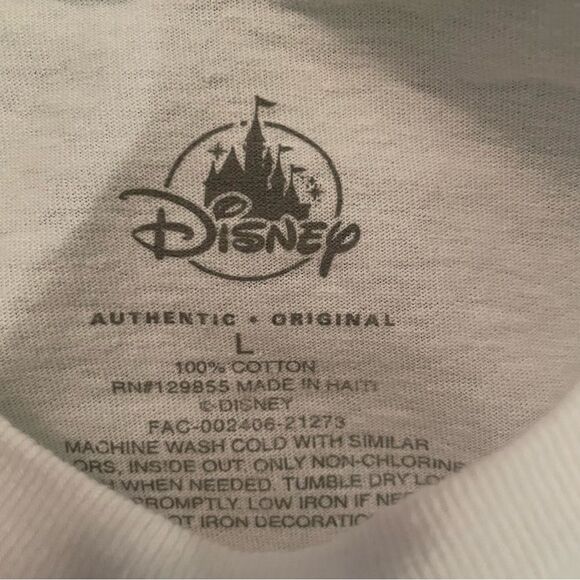 Disney
AUTHENTIC • ORIGINAL
L
100% COTTON
RN#129855 MADE IN HAITI
© DISNEY
FAC-002406-21273
MACHINE WASH COLD WITH SIMILAR
ORS, INSIDE OUT. ONLY NON-CHLORINE
WHEN NEEDED. TUMBLE DRY LO
PROMPTLY. LOW IRON IF NE
OT IRON DECORATIO